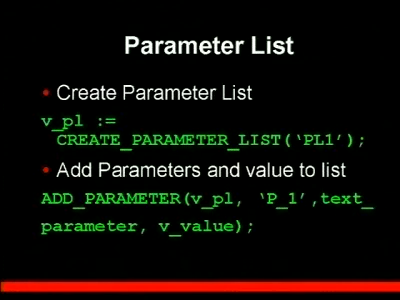 Parameter List
• Create Parameter List
v_pl :=
CREATE_PARAMETER_LIST(‘PL1’);
• Add Parameters and value to list
ADD_PARAMETER(v_pl, ‘P_1’,text_
parameter, v_value);